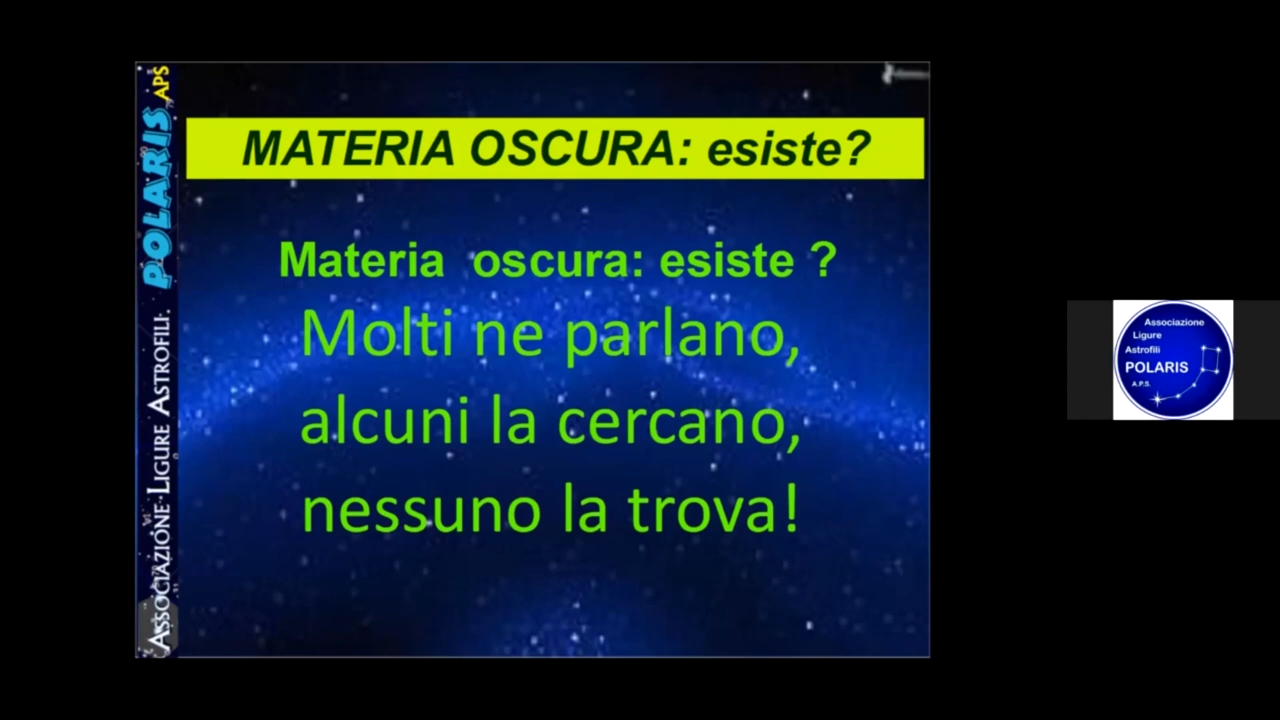 MATERIA OSCURA: esiste?
Materia oscura: esiste ?
Molti ne parlano,
alcuni la cercano,
nessuno la trova!
ASSOCIAZIONE LIGURE ASTROFILI POLARIS APS
Associazione
Ligure
Astrofili
POLARIS
A.P.S.